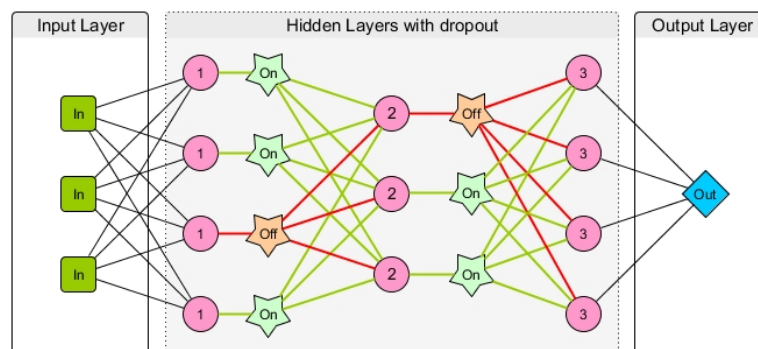 Input Layer
Hidden Layers with dropout
Output Layer
1 On 3
In 2 Off
1 On 3
In 2 On Out
1 Off 3
In 2 On
1 On 3